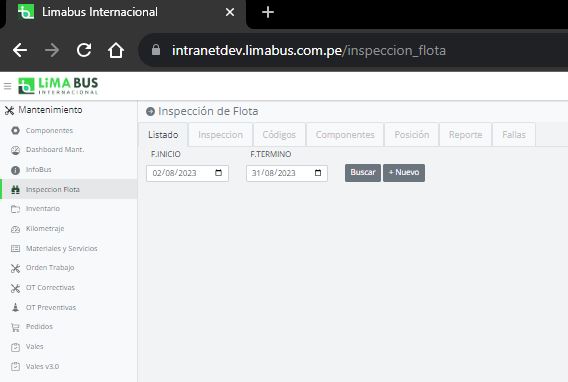 Limabus Internacional
intranetdev.limabus.com.pe/inspeccion_flota
LiMA BUS
INTERNACIONAL
Mantenimiento
Componentes
Dashboard Mant.
InfoBus
Inspeccion Flota
Inventario
Kilometraje
Materiales y Servicios
Orden Trabajo
OT Correctivas
OT Preventivas
Pedidos
Vales
Vales v3.0
Inspección de Flota
Listado Inspeccion Códigos Componentes Posición Reporte Fallas
F.INICIO F.TERMINO
02/08/2023 31/08/2023 Buscar + Nuevo